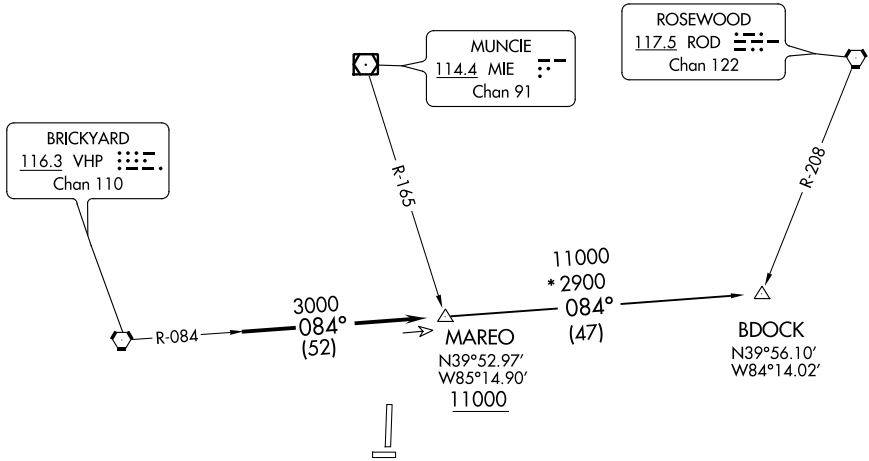 ROSEWOOD
117.5 ROD
Chan 122
MUNCIE
114.4 MIE
Chan 91
BRICKYARD
116.3 VHP
Chan 110
R-165
R-208
11000
*2900
084°
(47)
3000
084°
(52)
R-084
MAREO
N39°52.97′
W85°14.90′
11000
BDOCK
N39°56.10′
W84°14.02′